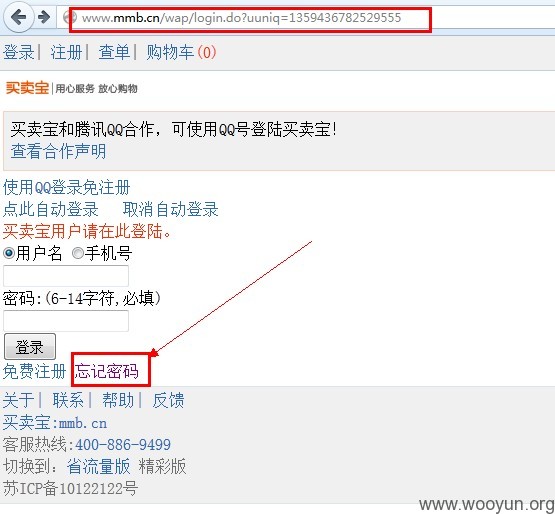 www.mmb.cn/wap/login.do?uuniq=1359436782529555
登录| 注册| 查单| 购物车(0)
买卖宝 | 用心服务 放心购物
买卖宝和腾讯QQ合作，可使用QQ号登陆买卖宝!
查看合作声明
使用QQ登录免注册
点此自动登录 取消自动登录
买卖宝用户请在此登陆。
用户名 手机号
密码:(6-14字符,必填)
登录
免费注册 忘记密码
关于| 联系| 帮助| 反馈
买卖宝:mmb.cn
客服热线:400-886-9499
切换到: 省流量版 精彩版
苏ICP备10122122号
www.wooyun.org